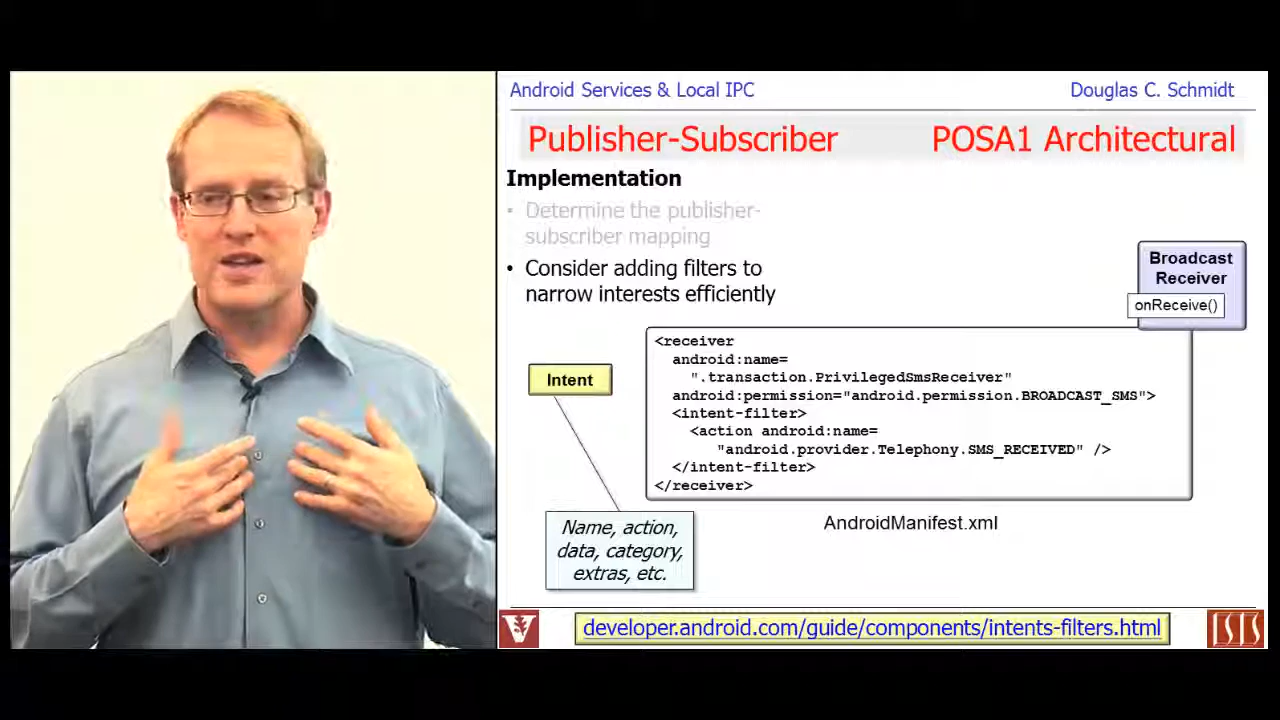 Android Services & Local IPC
Douglas C. Schmidt
Publisher-Subscriber
POSA1 Architectural
Implementation
• Determine the publisher-
subscriber mapping
• Consider adding filters to
narrow interests efficiently
Broadcast
Receiver
onReceive()
Intent
<receiver
android:name=
".transaction.PrivilegedSmsReceiver"
android:permission="android.permission.BROADCAST_SMS">
<intent-filter>
<action android:name=
"android.provider.Telephony.SMS_RECEIVED" />
</intent-filter>
</receiver>
Name, action,
data, category,
extras, etc.
AndroidManifest.xml
V
developer.android.com/guide/components/intents-filters.html
ISIS